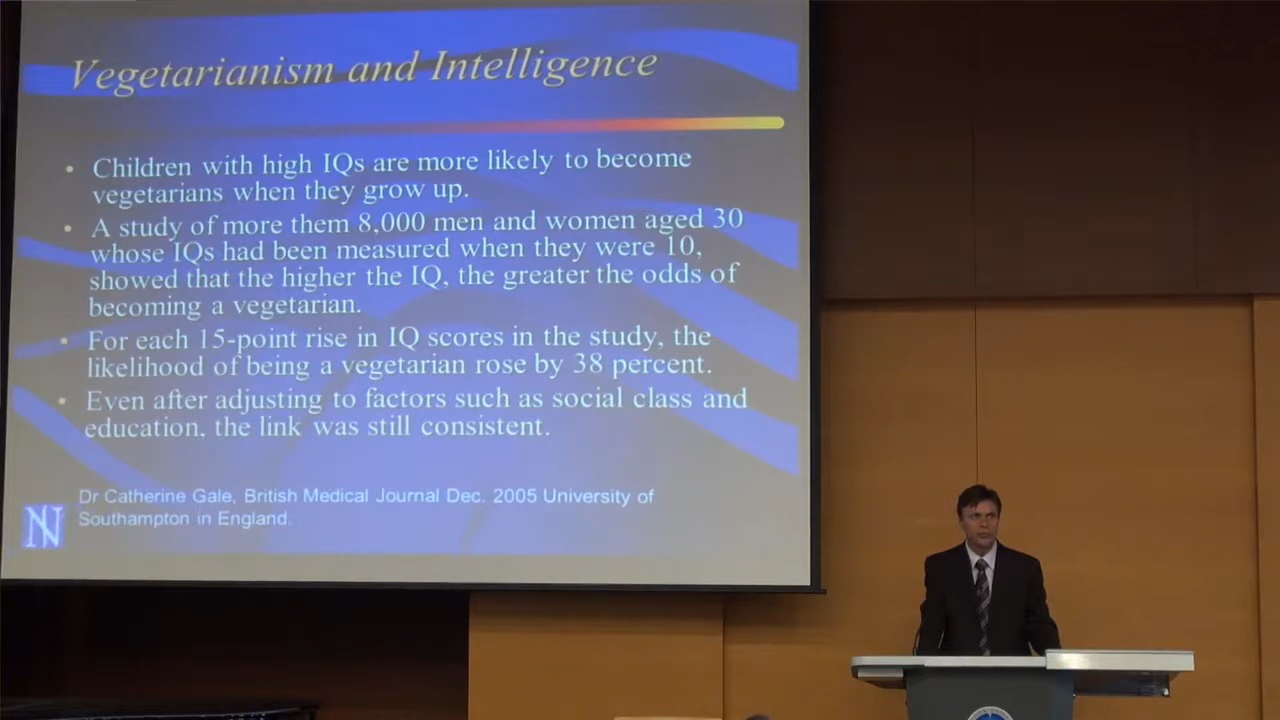 Vegetarianism and Intelligence
• Children with high IQs are more likely to become
vegetarians when they grow up.
• A study of more them 8,000 men and women aged 30
whose IQs had been measured when they were 10,
showed that the higher the IQ, the greater the odds of
becoming a vegetarian.
• For each 15-point rise in IQ scores in the study, the
likelihood of being a vegetarian rose by 38 percent.
• Even after adjusting to factors such as social class and
education, the link was still consistent.
Dr Catherine Gale, British Medical Journal Dec. 2005 University of
Southampton in England.
N